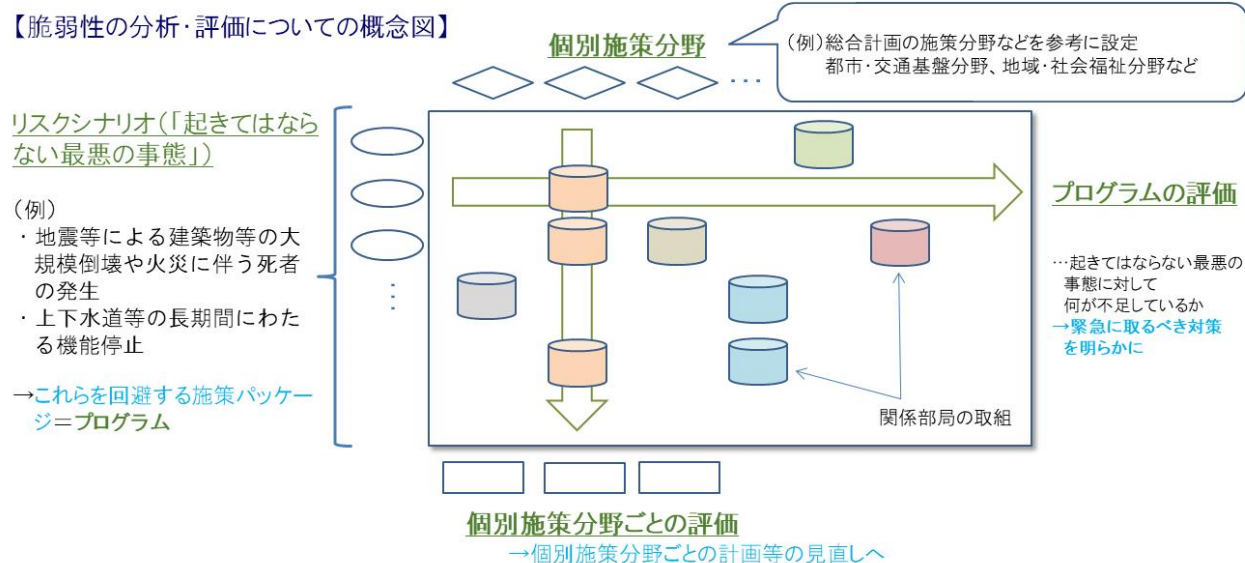 【脆弱性の分析・評価についての概念図】
個別施策分野
(例)総合計画の施策分野などを参考に設定
都市・交通基盤分野、地域・社会福祉分野など
…
リスクシナリオ(「起きてはなら
ない最悪の事態」)
(例)
・地震等による建築物等の大
規模倒壊や火災に伴う死者
の発生
・上下水道等の長期間にわた
る機能停止
→これらを回避する施策パッケー
ジ＝プログラム
⋮
プログラムの評価
…起きてはならない最悪の
事態に対して
何が不足しているか
→緊急に取るべき対策
を明らかに
関係部局の取組
個別施策分野ごとの評価
→個別施策分野ごとの計画等の見直しへ